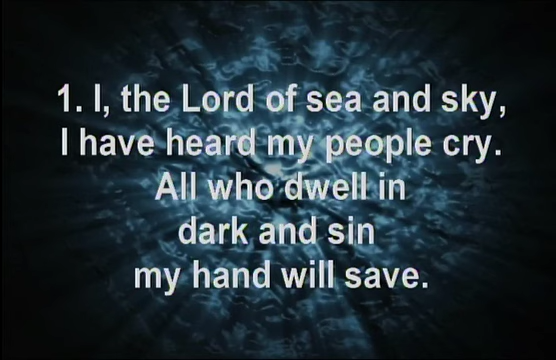 1. I, the Lord of sea and sky,
I have heard my people cry.
All who dwell in
dark and sin
my hand will save.